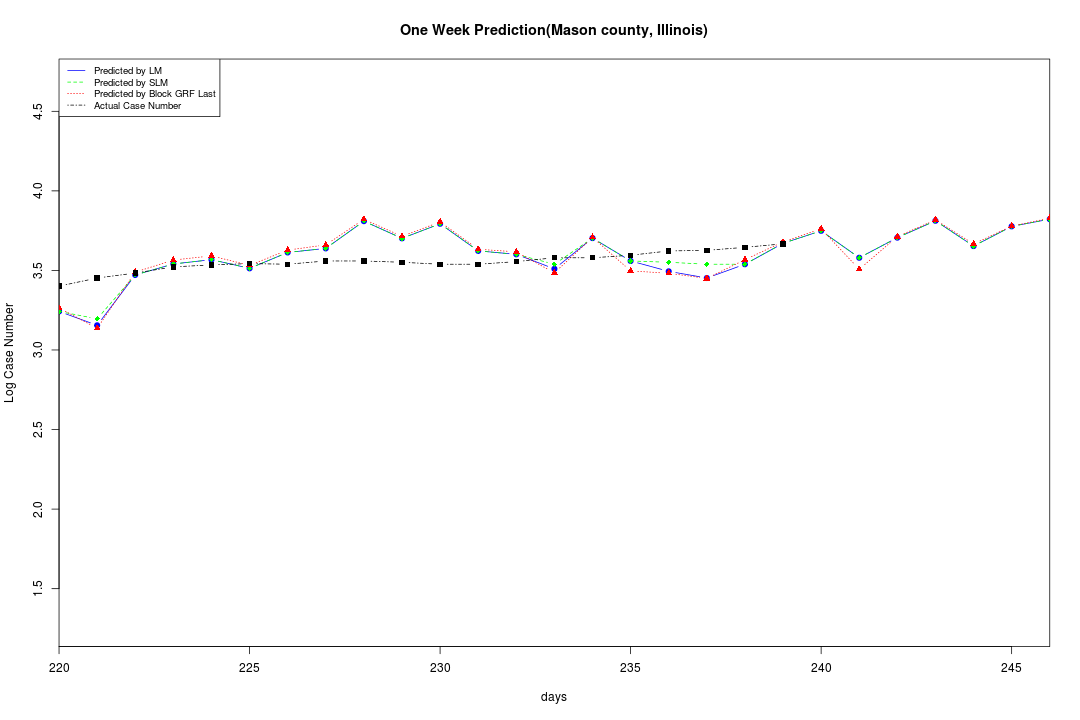 One Week Prediction(Mason county, Illinois)
Predicted by LM
Predicted by SLM
Predicted by Block GRF Last
Actual Case Number
4.5
4.0
3.5
3.0
2.5
2.0
1.5
Log Case Number
220 225 230 235 240 245
days